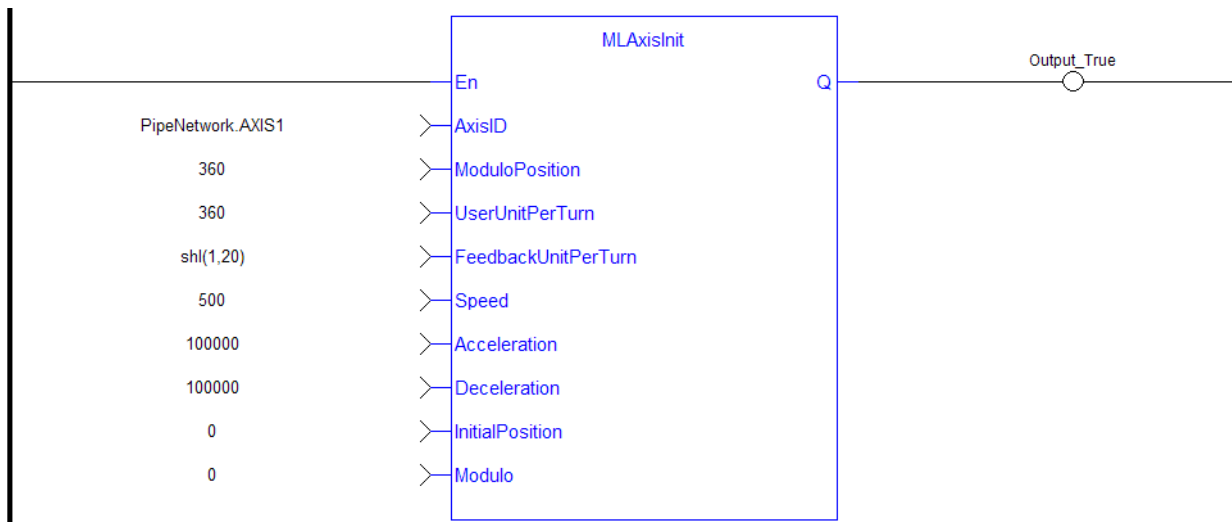 MLAxisInit
Output_True
En Q
PipeNetwork.AXIS1 AxisID
360 ModuloPosition
360 UserUnitPerTurn
shl(1,20) FeedbackUnitPerTurn
500 Speed
100000 Acceleration
100000 Deceleration
0 InitialPosition
0 Modulo